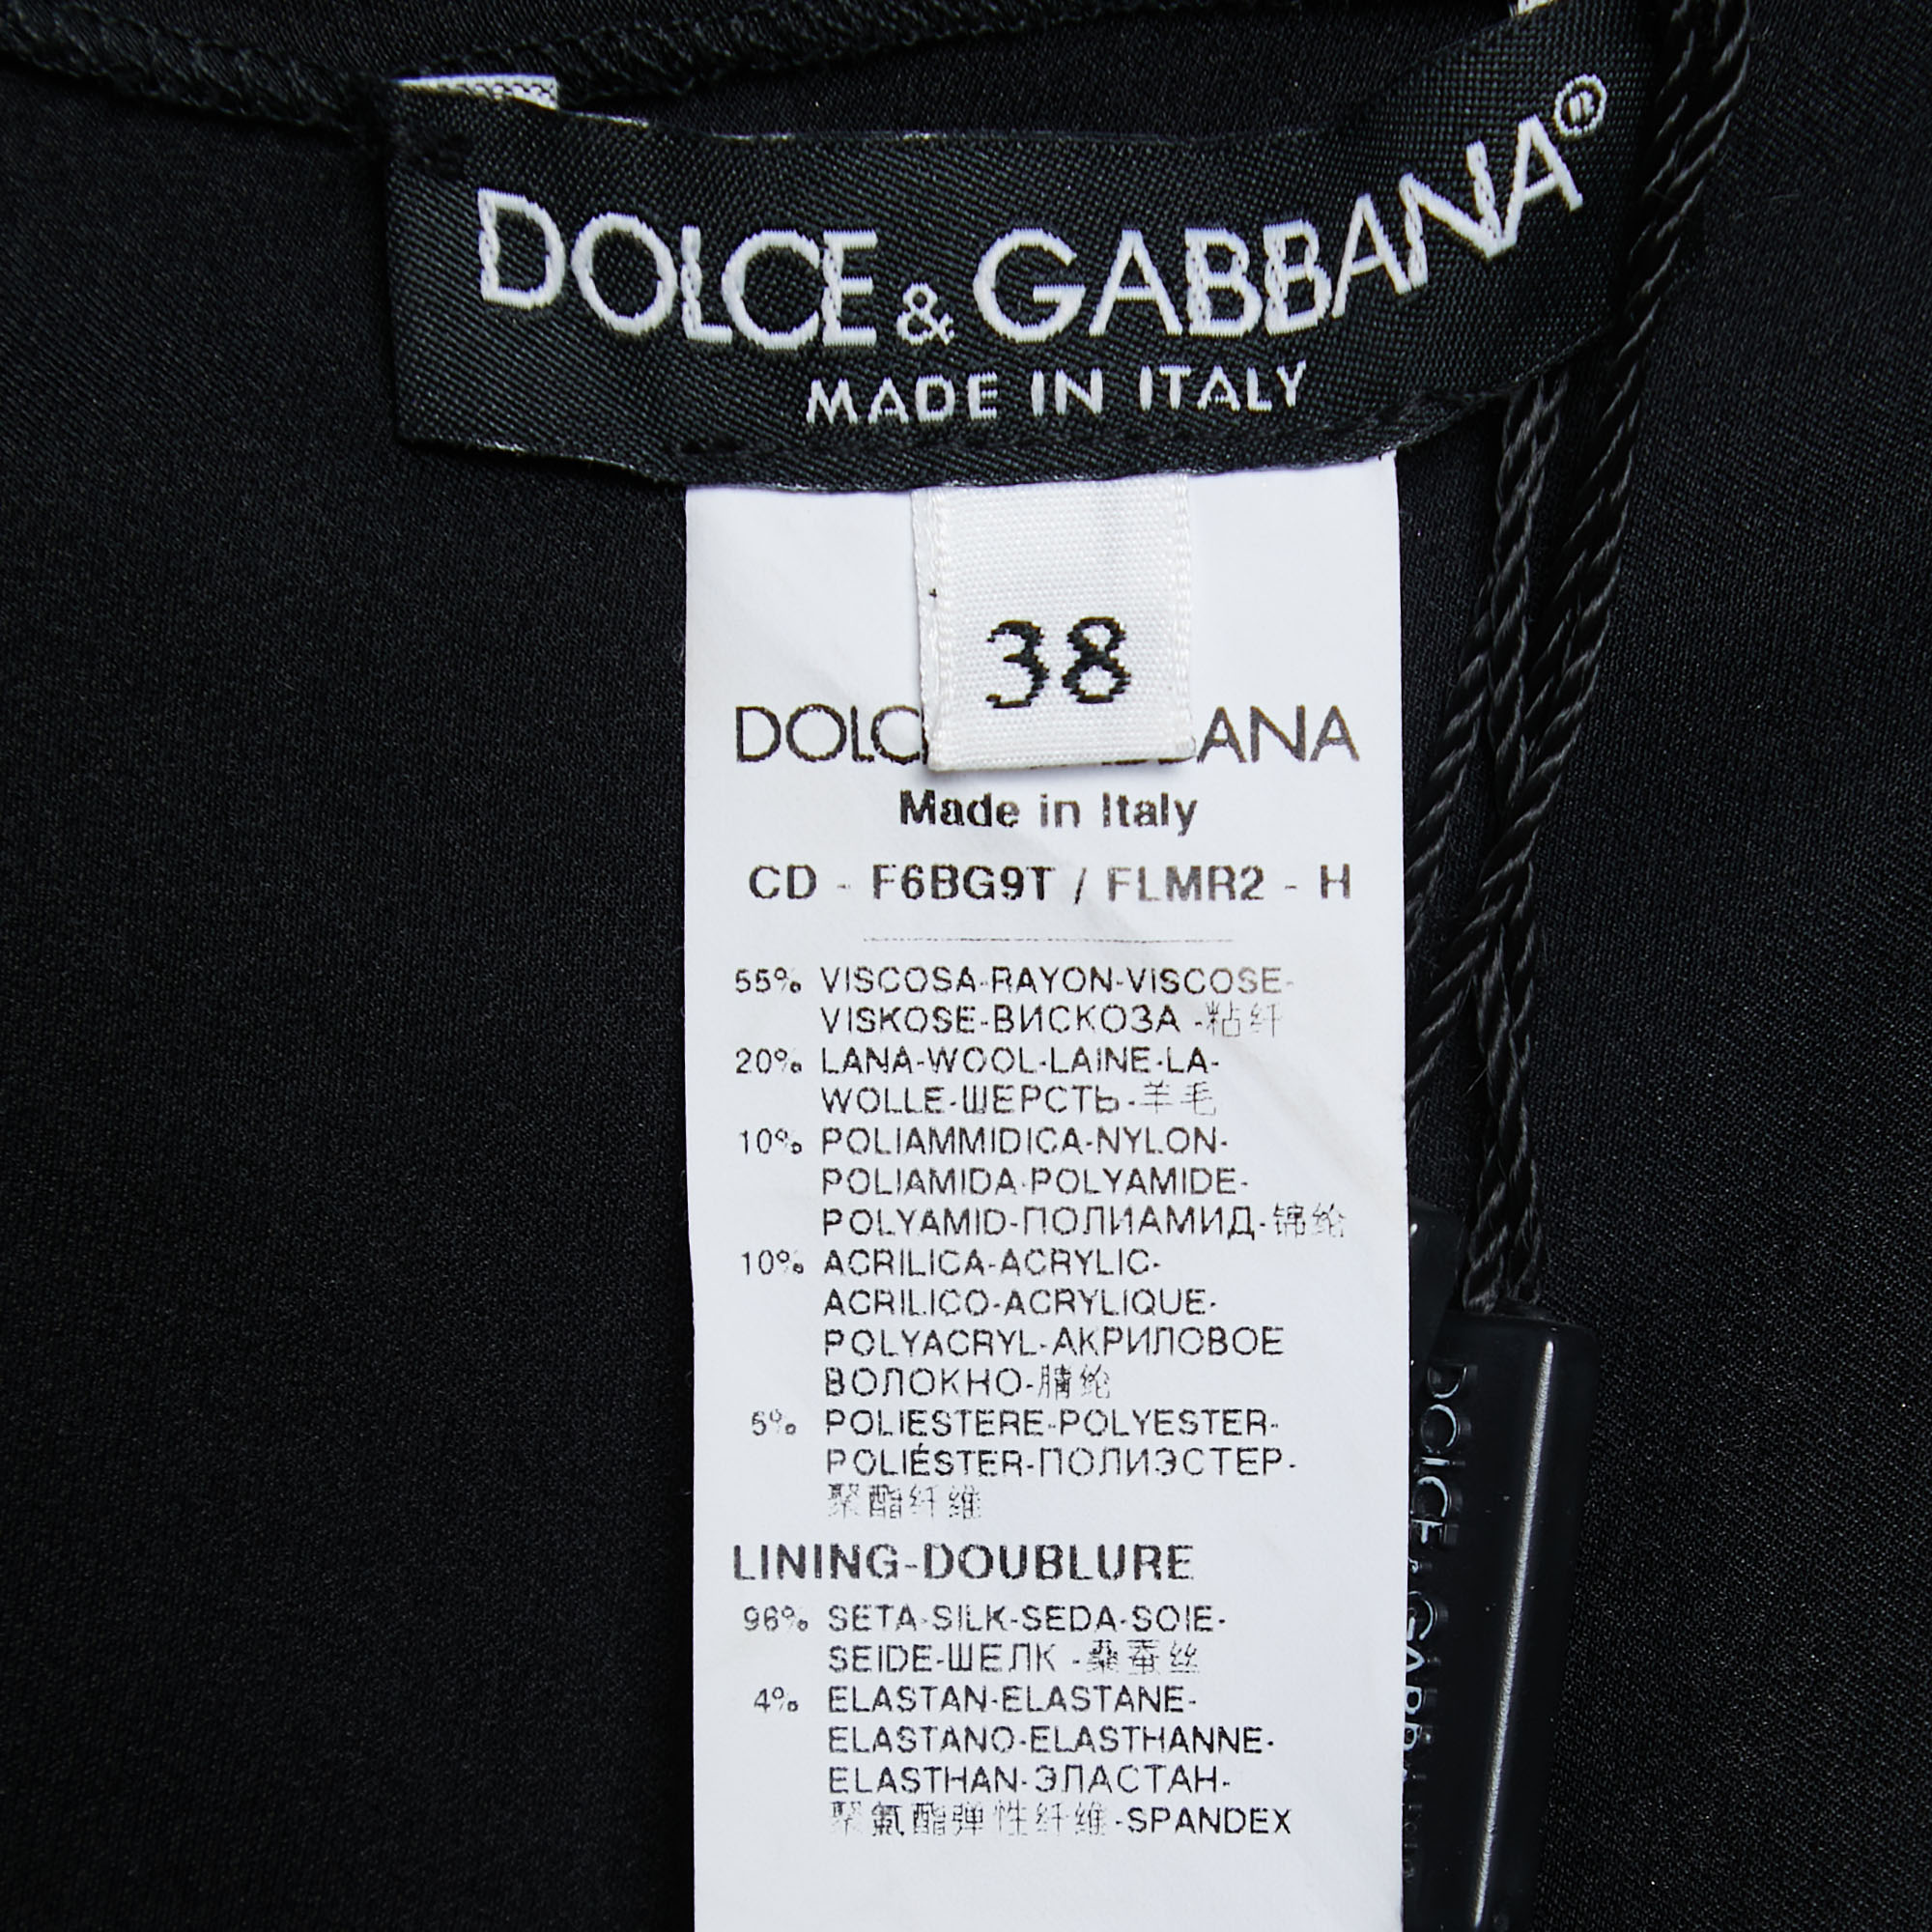 DOLCE & GABBANA®
MADE IN ITALY
38
Made in Italy
CD - F6BG9T / FLMR2 - H
55% VISCOSA-RAYON-VISCOSE-
VISKOSE-ВИСКОЗА -粘纤
20% LANA-WOOL-LAINE-LA-
WOLLE-ШЕРСТЬ-羊毛
10% POLIAMMIDICA-NYLON-
POLIAMIDA-POLYAMIDE-
POLYAMID-ПОЛИАМИД-锦纶
10% ACRILICA-ACRYLIC-
ACRILICO-ACRYLIQUE-
POLYACRYL-АКРИЛОВОЕ
ВОЛОКНО-腈纶
5% POLIESTERE-POLYESTER-
POLIÉSTER-ПОЛИЭСТЕР-
聚酯纤维
LINING-DOUBLURE
96% SETA-SILK-SEDA-SOIE-
SEIDE-ШЕЛК -桑蚕丝
4% ELASTAN-ELASTANE-
ELASTANO-ELASTHANNE-
ELASTHAN-ЭЛАСТАН-
聚氨酯弹性纤维-SPANDEX
DOLCE & GABBANA